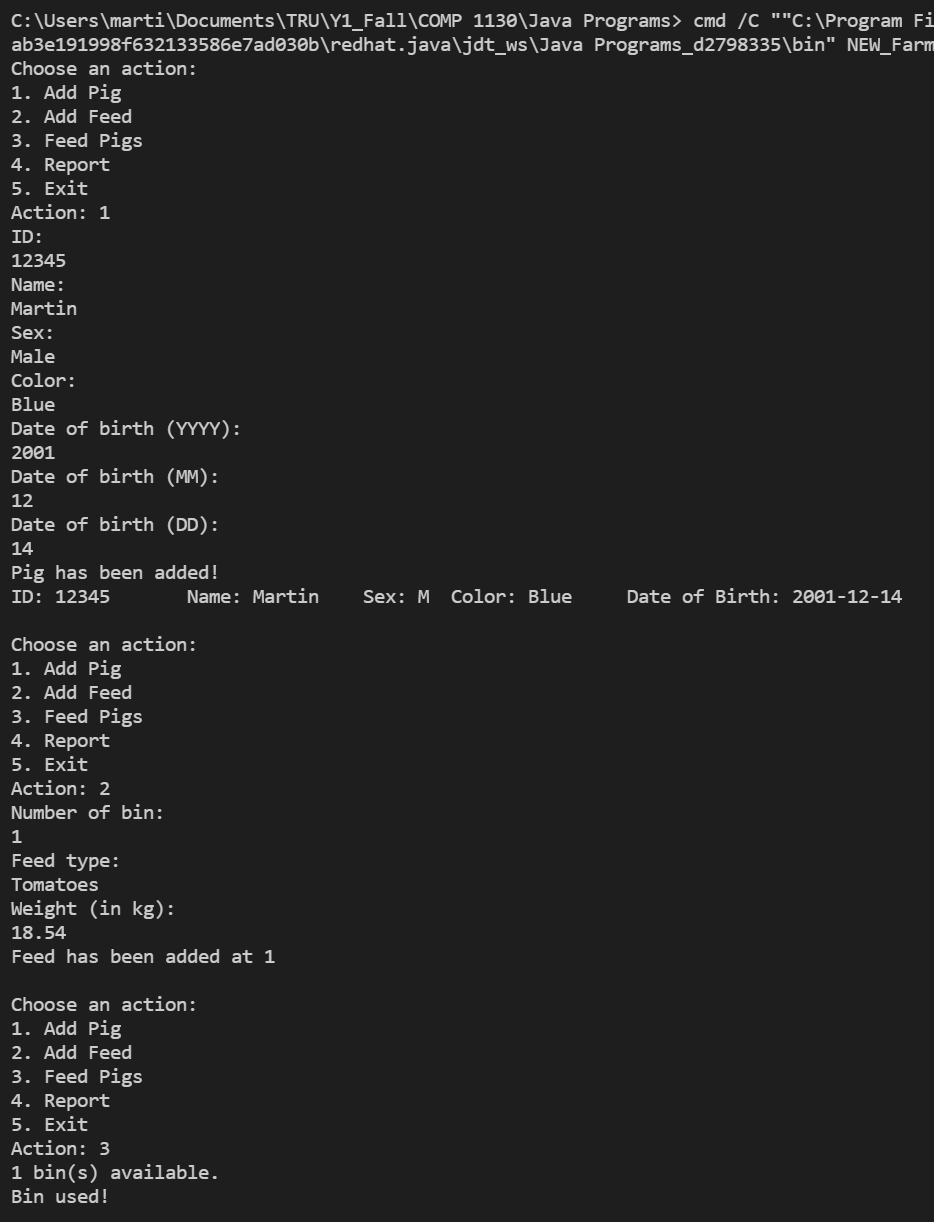 C:\Users\marti\Documents\TRU\Y1_Fall\COMP 1130\Java Programs> cmd /C ""C:\Program Fi
ab3e191998f632133586e7ad030b\redhat.java\jdt_ws\Java Programs_d2798335\bin" NEW_Farm
Choose an action:
1. Add Pig
2. Add Feed
3. Feed Pigs
4. Report
5. Exit
Action: 1
ID:
12345
Name:
Martin
Sex:
Male
Color:
Blue
Date of birth (YYYY):
2001
Date of birth (MM):
12
Date of birth (DD):
14
Pig has been added!
ID: 12345       Name: Martin    Sex: M  Color: Blue     Date of Birth: 2001-12-14
Choose an action:
1. Add Pig
2. Add Feed
3. Feed Pigs
4. Report
5. Exit
Action: 2
Number of bin:
1
Feed type:
Tomatoes
Weight (in kg):
18.54
Feed has been added at 1
Choose an action:
1. Add Pig
2. Add Feed
3. Feed Pigs
4. Report
5. Exit
Action: 3
1 bin(s) available.
Bin used!